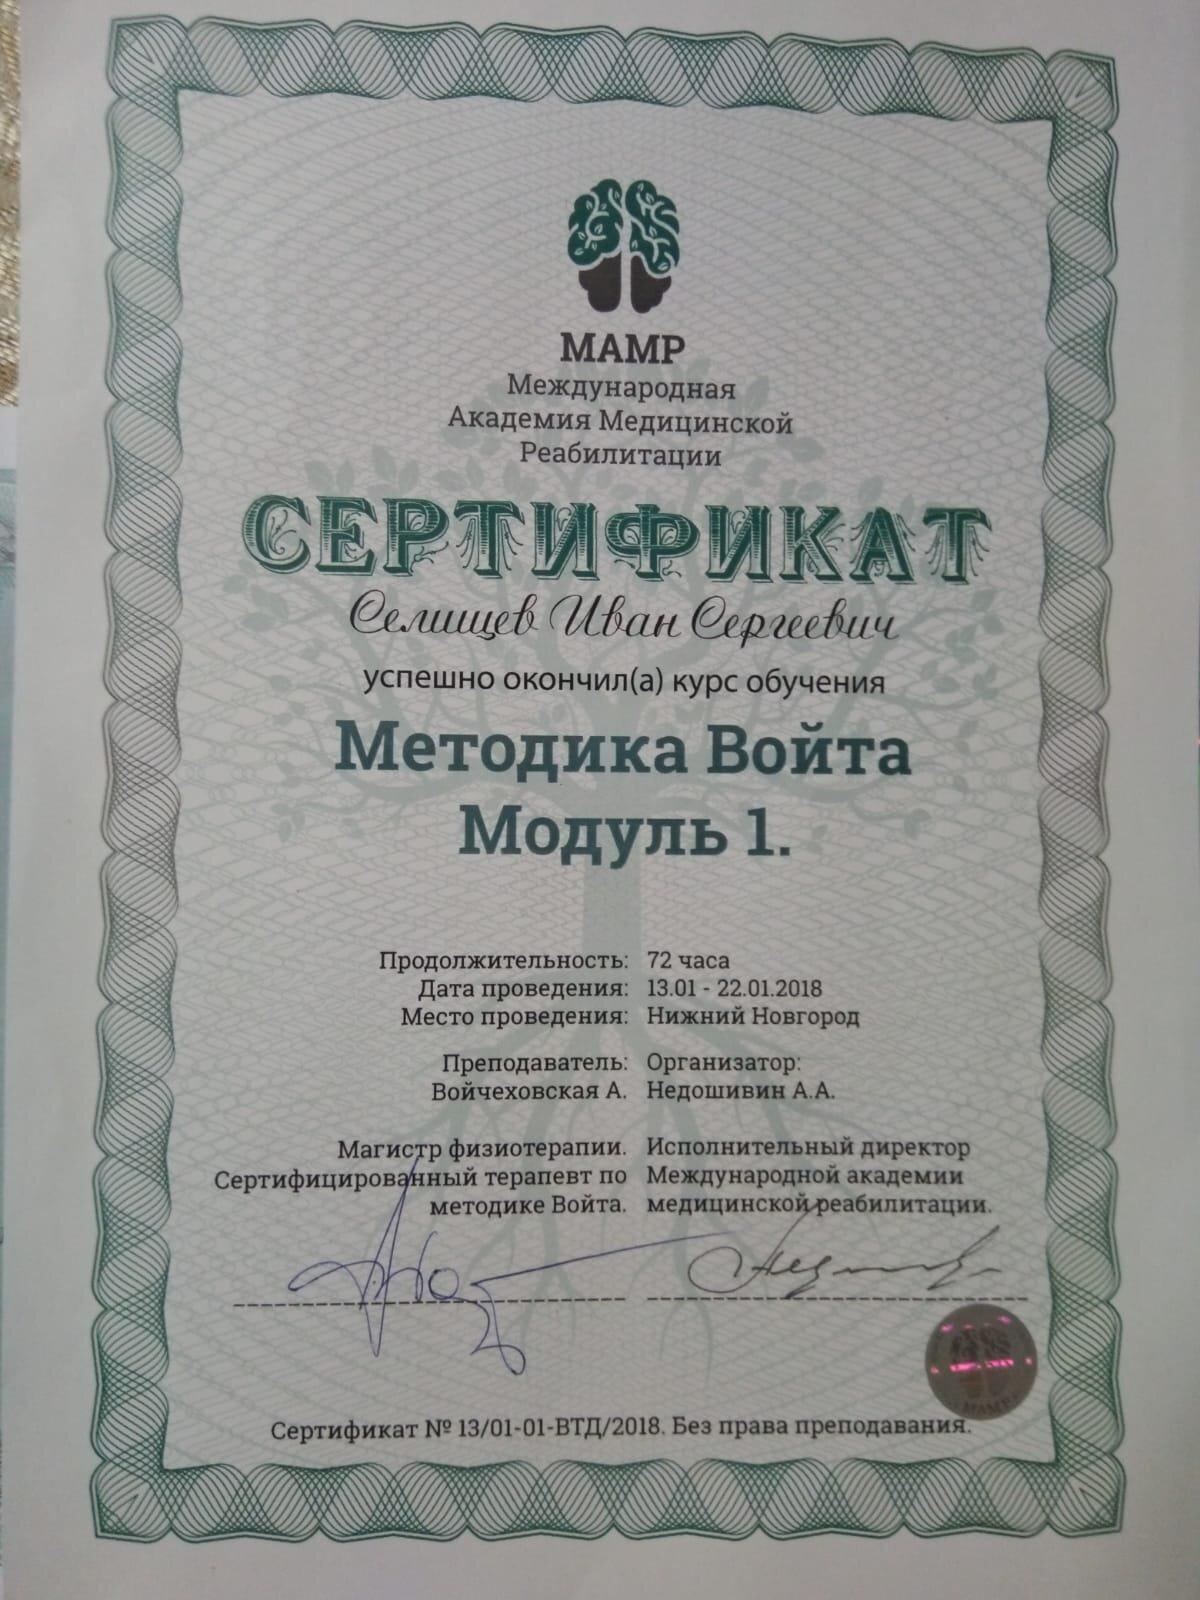 МАМР
Международная
Академия Медицинской
Реабилитации
СЕРТИФИКАТ
Селищев Иван Сергеевич
успешно окончил(а) курс обучения
Методика Войта
Модуль 1.
Продолжительность: 72 часа
Дата проведения: 13.01 - 22.01.2018
Место проведения: Нижний Новгород
Преподаватель: Организатор:
Войчеховская А. Недошивин А.А.
Магистр физиотерапии. Исполнительный директор
Сертифицированный терапевт по Международной академии
методике Войта. медицинской реабилитации.
МАМР
Сертификат № 13/01-01-ВТД/2018. Без права преподавания.